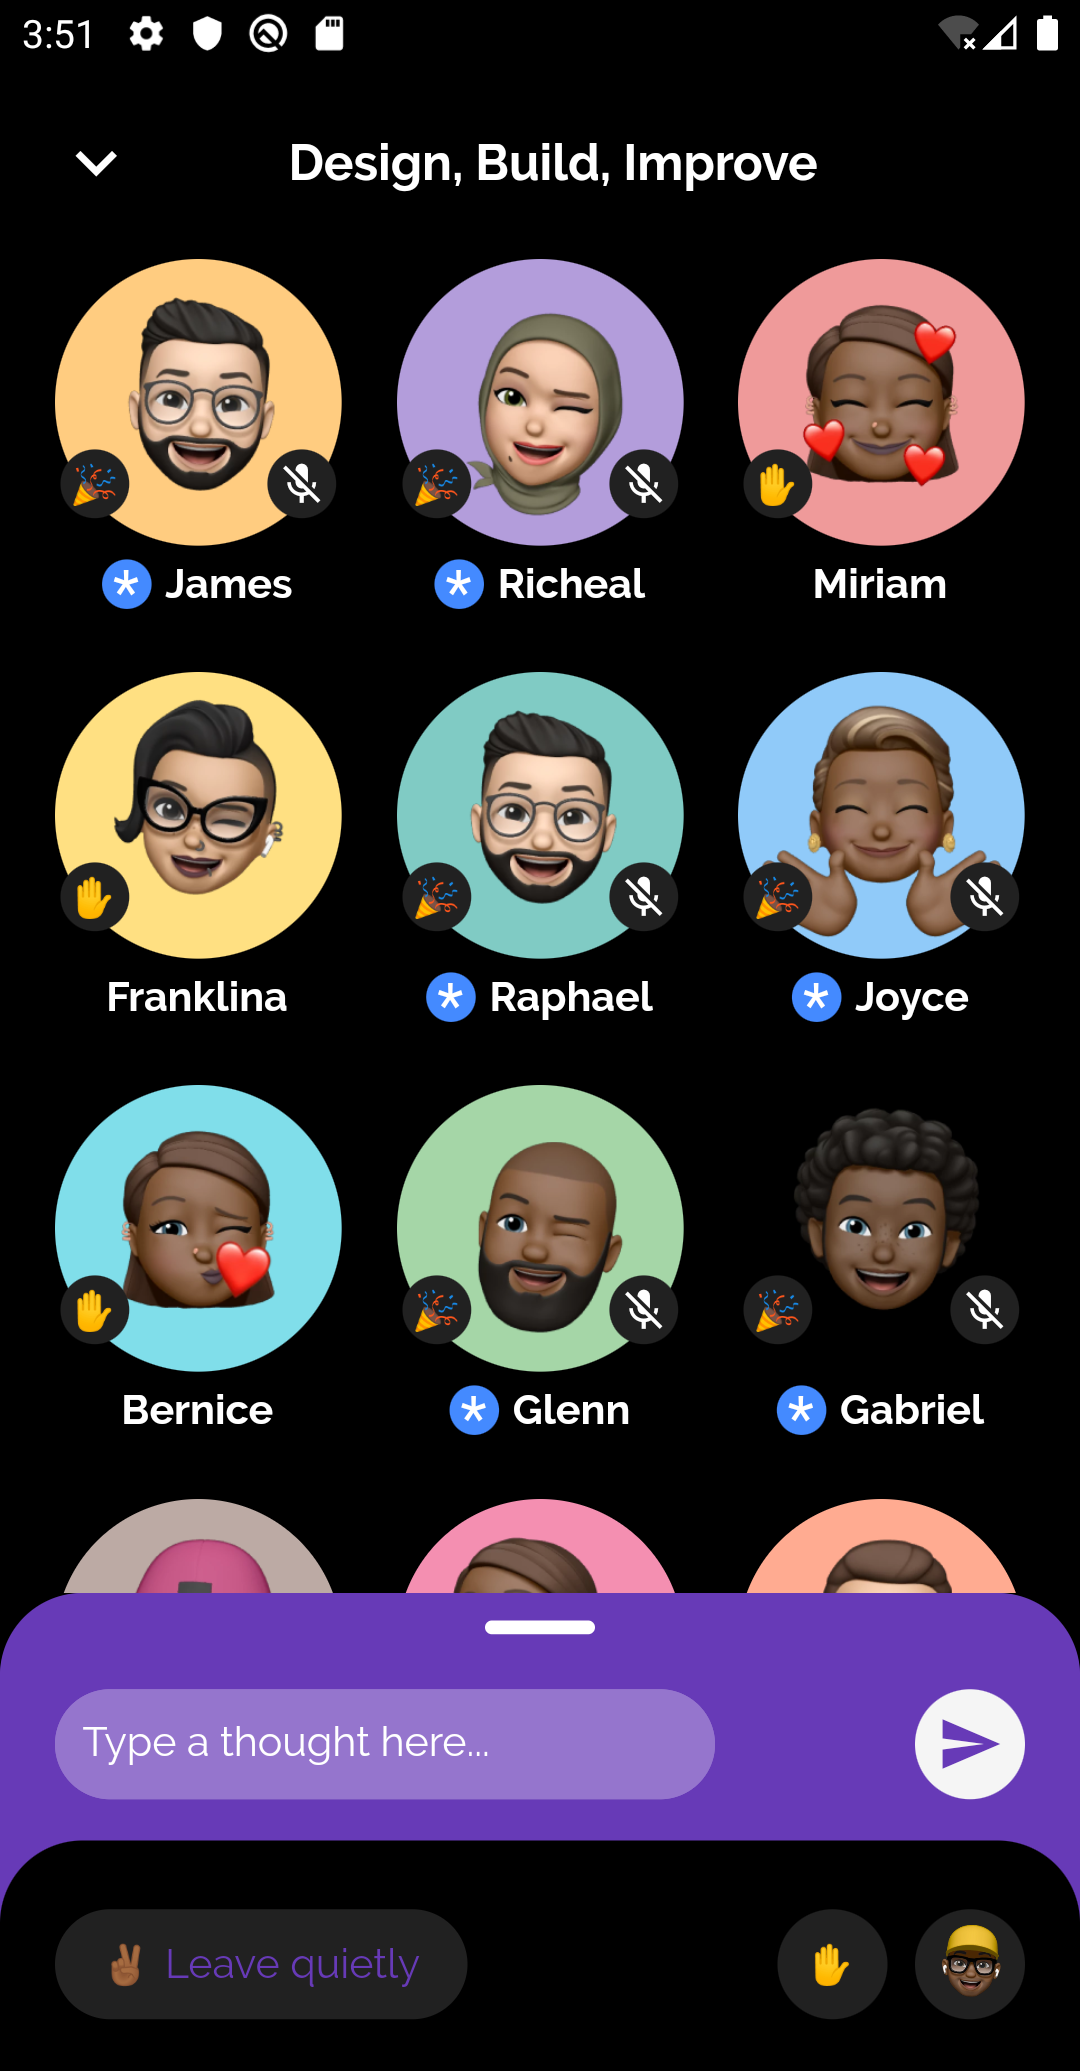 3:51
Design, Build, Improve
James
Richeal
Miriam
Franklina
Raphael
Joyce
Bernice
Glenn
Gabriel
Type a thought here...
Leave quietly